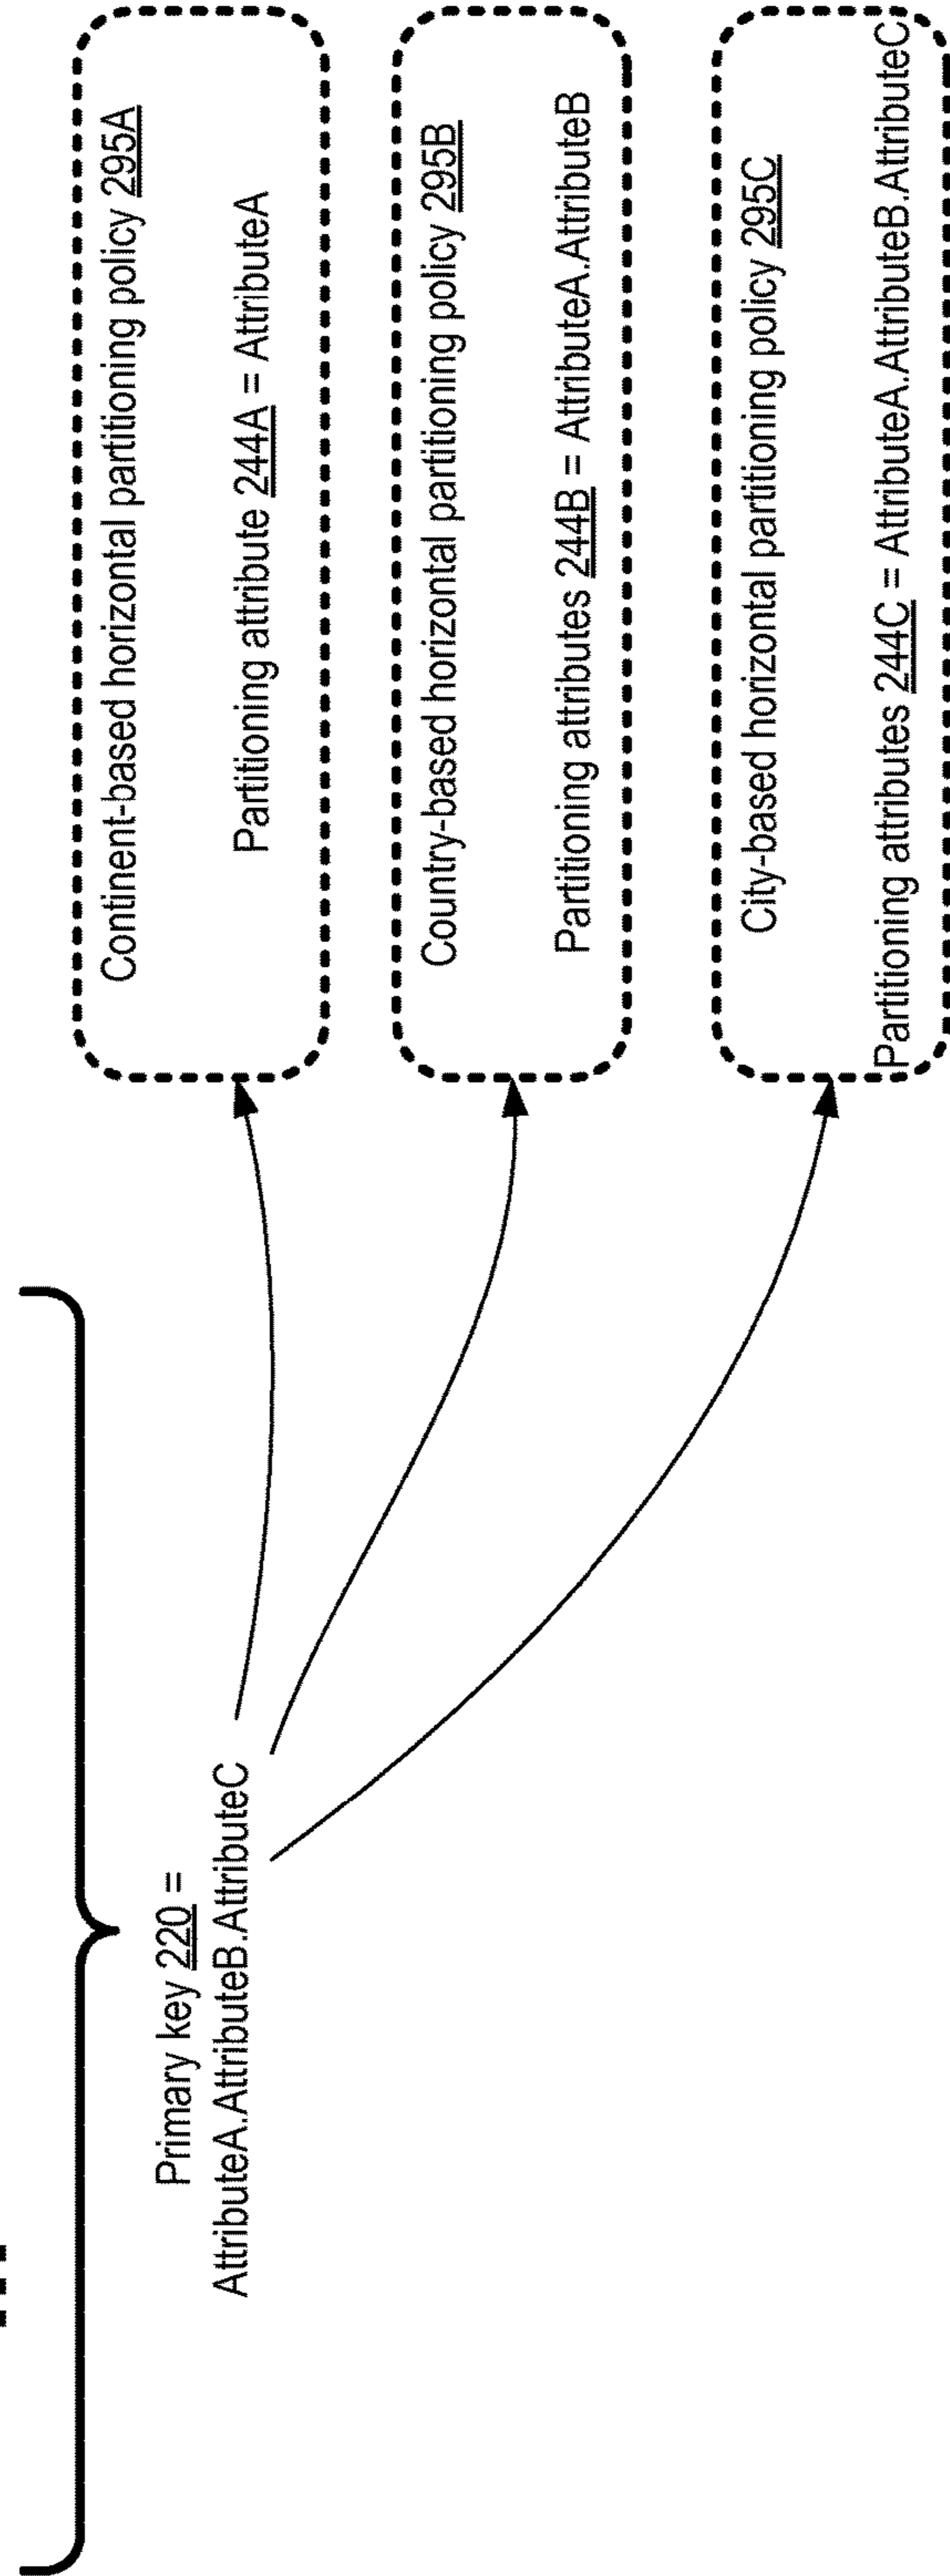 Primary key 220 =
AttributeA.AttributeB.AttributeC
Continent-based horizontal partitioning policy 295A
Partitioning attribute 244A = AttributeA
Country-based horizontal partitioning policy 295B
Partitioning attributes 244B = AttributeA.AttributeB
City-based horizontal partitioning policy 295C
Partitioning attributes 244C = AttributeA.AttributeB.AttributeC